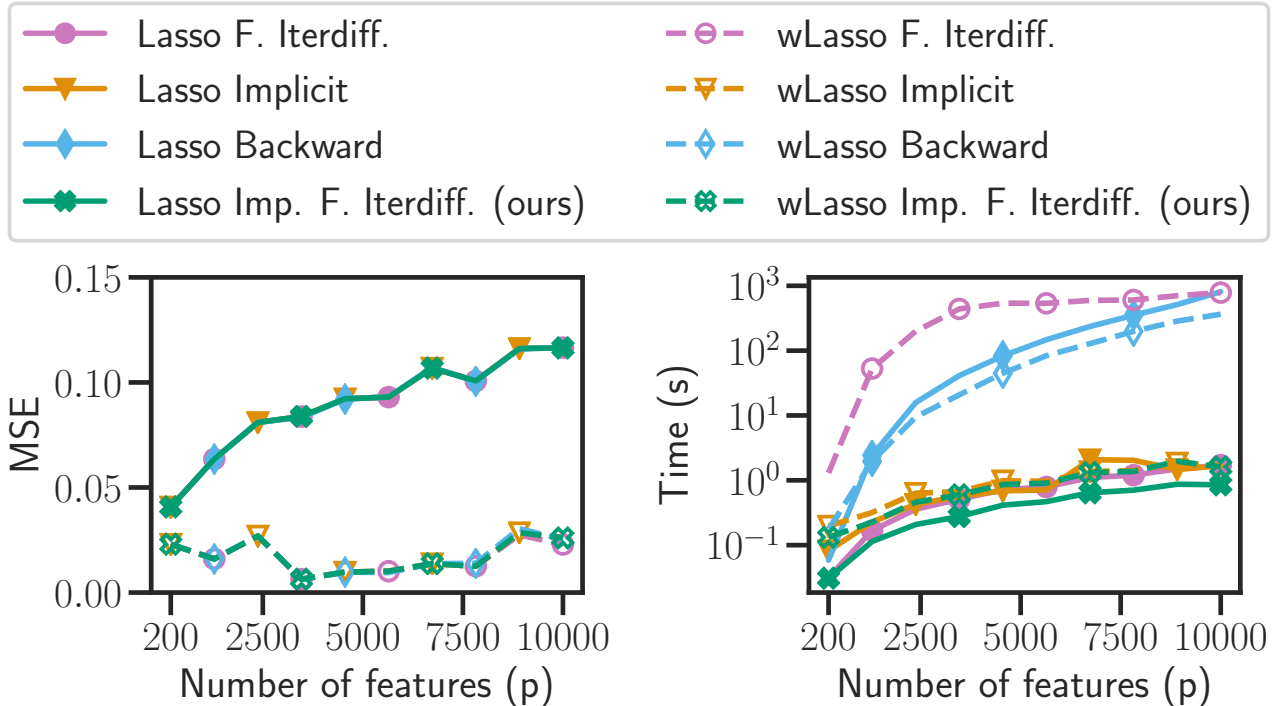 Lasso F. Iterdiff.
Lasso Implicit
Lasso Backward
Lasso Imp. F. Iterdiff. (ours)
wLasso F. Iterdiff.
wLasso Implicit
wLasso Backward
wLasso Imp. F. Iterdiff. (ours)
0.15
0.10
0.05
0.00
MSE
200 2500 5000 7500 10000
Number of features (p)
10³
10²
10¹
10⁰
10⁻¹
Time (s)
200 2500 5000 7500 10000
Number of features (p)